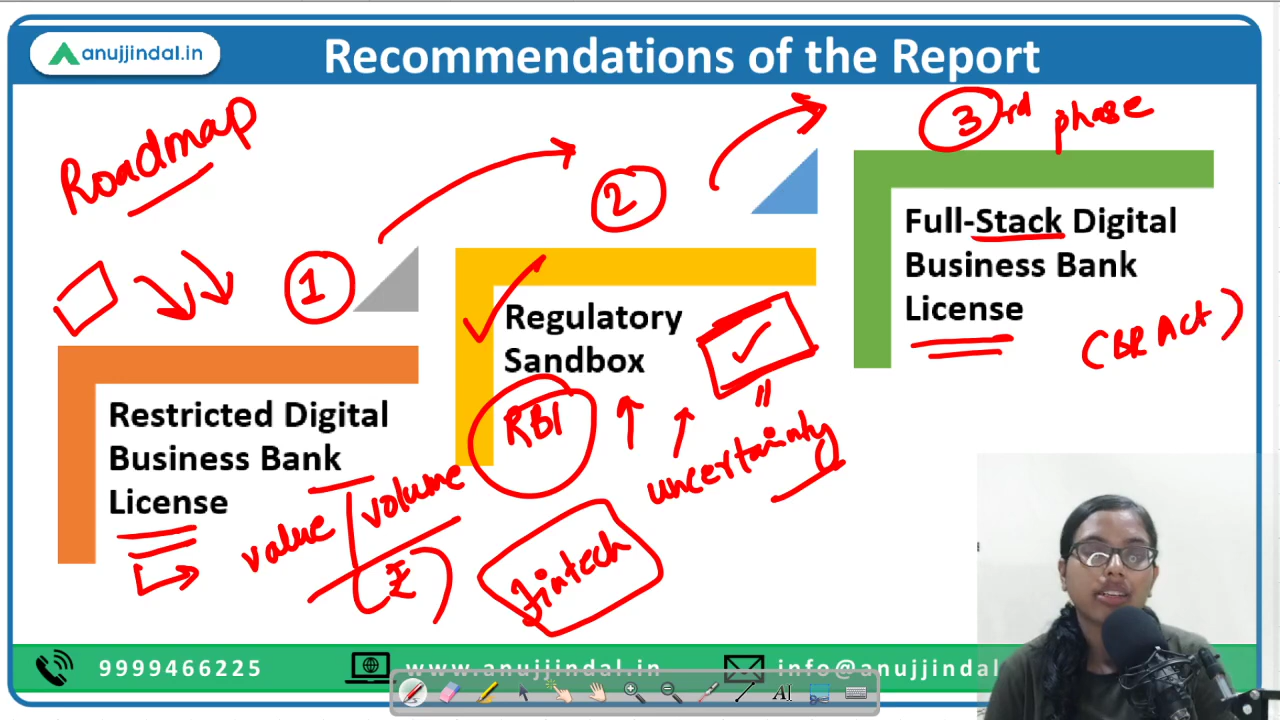 anujjindal.in
Recommendations of the Report
Roadmap
1
2
3rd phase
Restricted Digital
Business Bank
License
value / volume
(₹)
Regulatory
Sandbox
RBI
uncertainty
fintech
Full-Stack Digital
Business Bank
License
(BR Act)
9999466225
www.anujjindal.in
info@anujjindal
AI